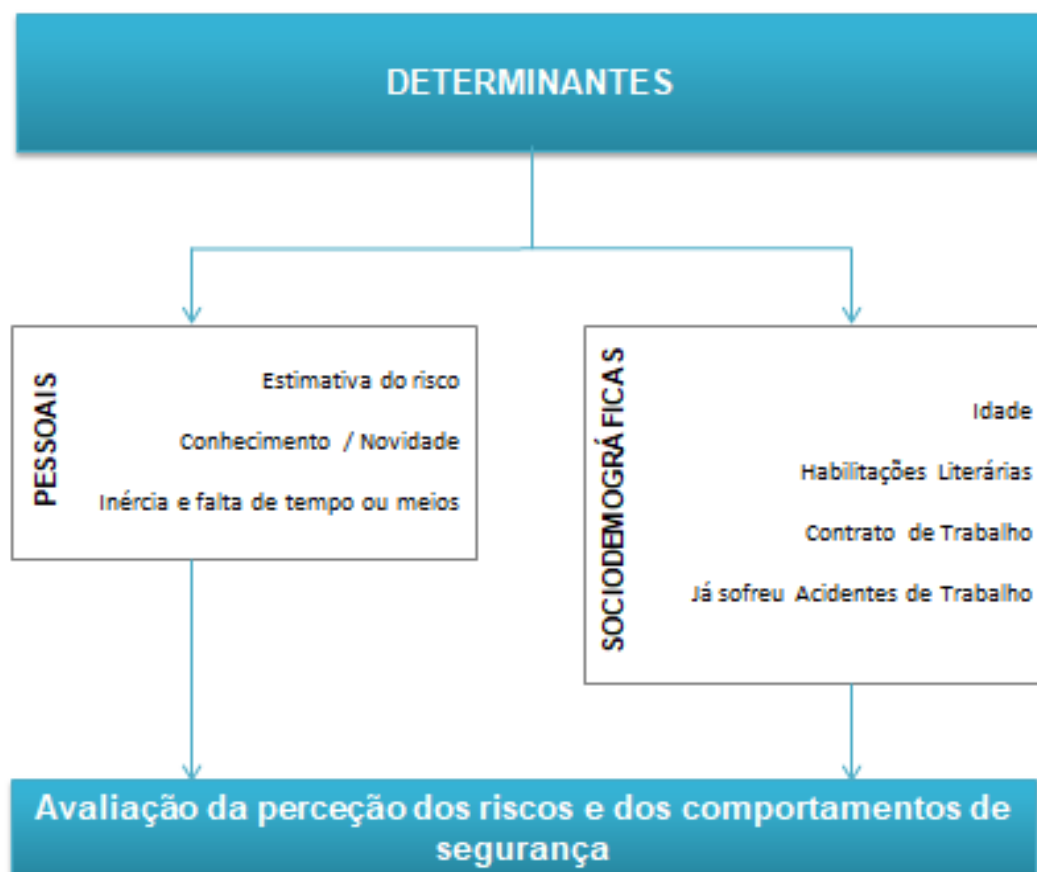 DETERMINANTES
PESSOAIS
Estimativa do risco
Conhecimento / Novidade
Inércia e falta de tempo ou meios
SOCIODEMOGRÁFICAS
Idade
Habilitações Literárias
Contrato de Trabalho
Já sofreu Acidentes de Trabalho
Avaliação da perceção dos riscos e dos comportamentos de
segurança